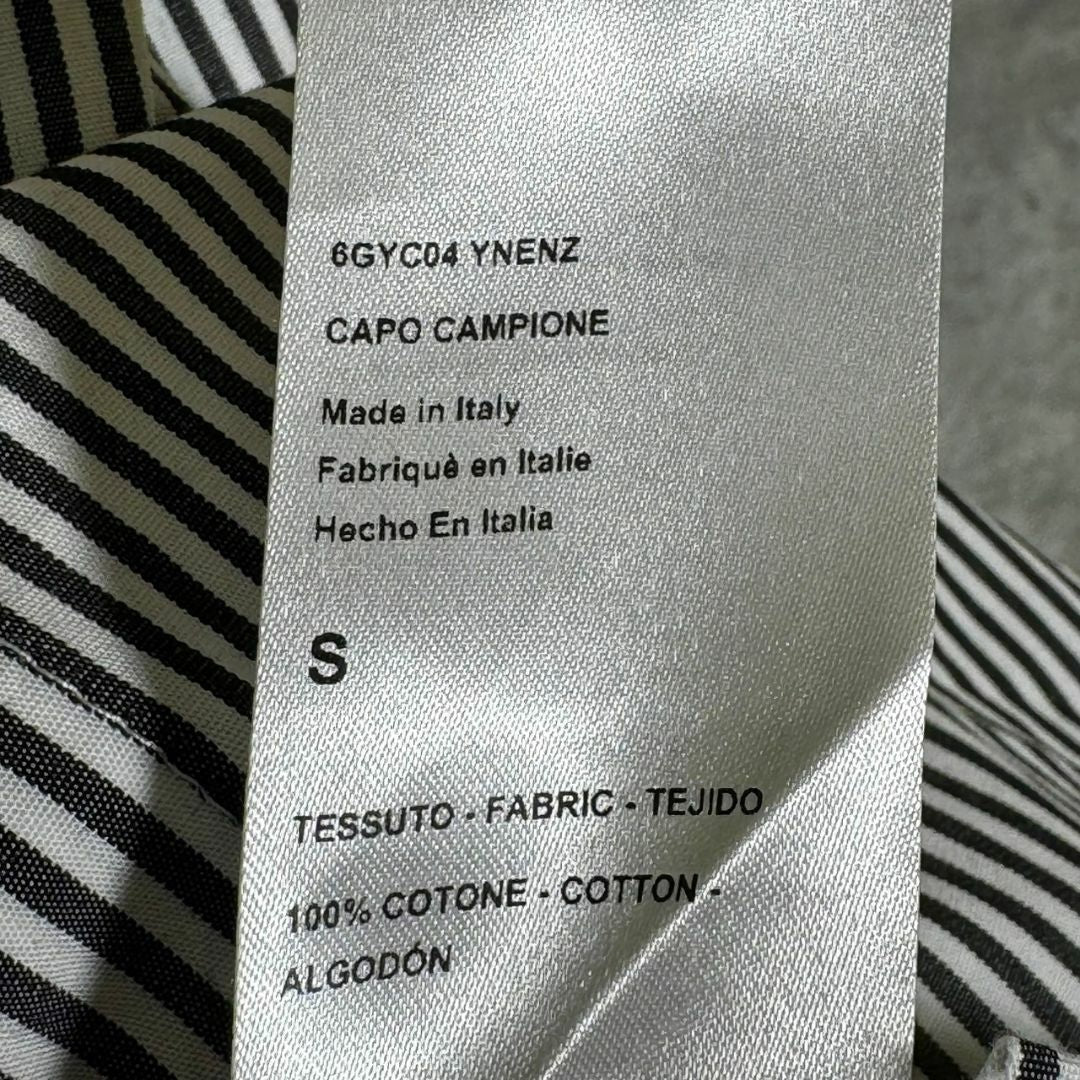 6GYC04 YNENZ
CAPO CAMPIONE
Made in Italy
Fabriquè en Italie
Hecho En Italia
S
TESSUTO - FABRIC - TEJIDO
100% COTONE - COTTON -
ALGODÓN